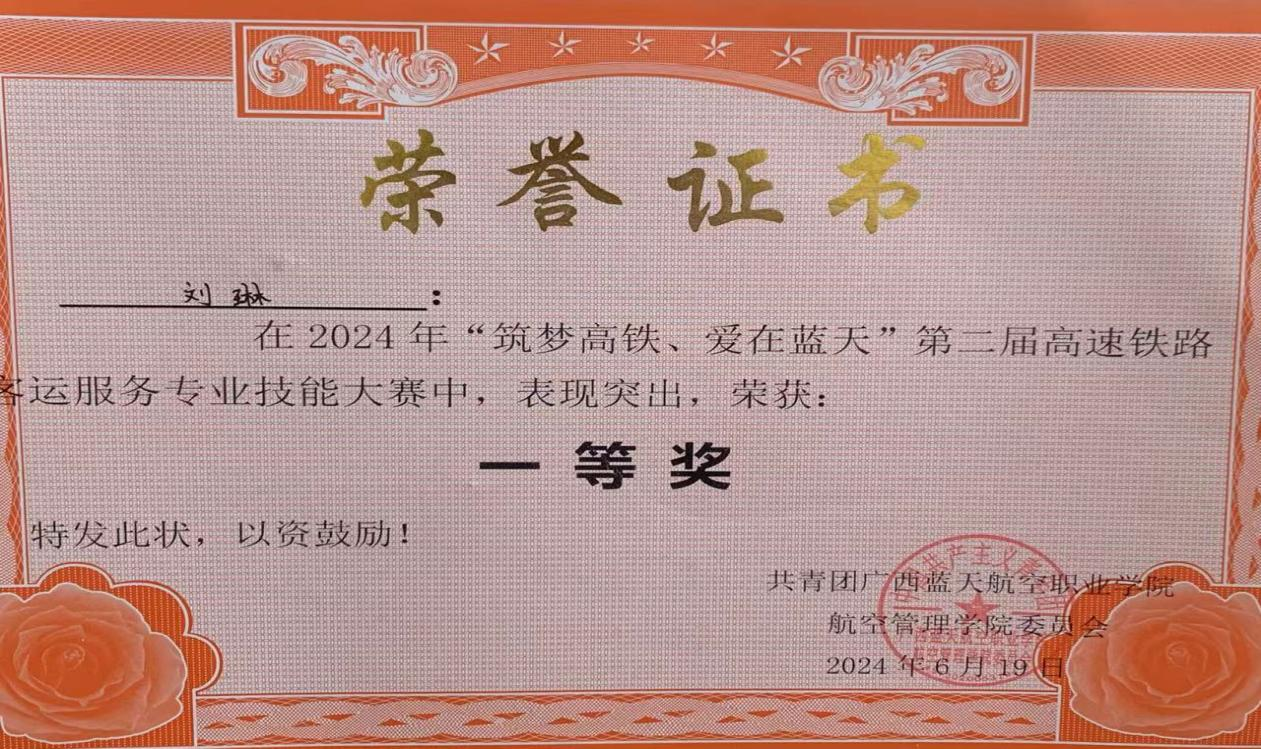 荣誉证书
刘琳:
在2024年“筑梦高铁、爱在蓝天”第二届高速铁路
客运服务专业技能大赛中，表现突出，荣获:
一等奖
特发此状，以资鼓励!
共青团广西蓝天航空职业学院
航空管理学院委员会
2024年6月19日